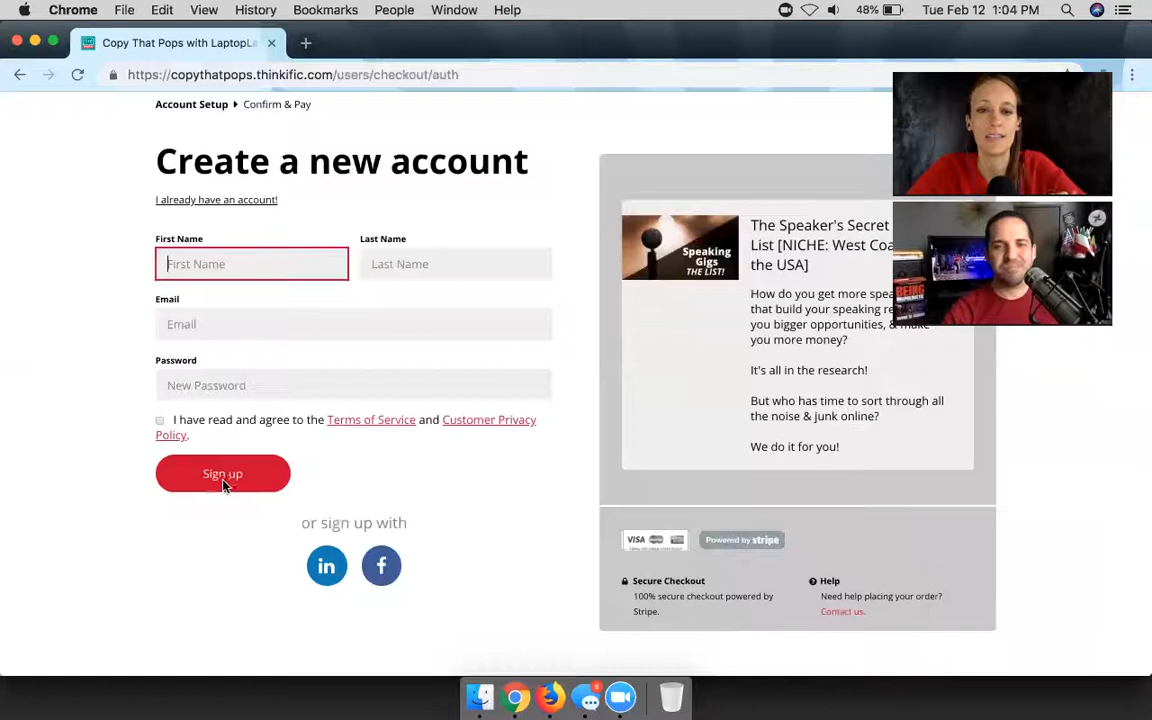 Chrome File Edit View History Bookmarks People Window Help 48% Tue Feb 12 1:04 PM
Copy That Pops with LaptopLa
https://copythatpops.thinkific.com/users/checkout/auth
Account Setup Confirm & Pay
Create a new account
I already have an account!
First Name Last Name
First Name Last Name
Email
Email
Password
New Password
I have read and agree to the Terms of Service and Customer Privacy
Policy.
Sign up
or sign up with
in f
Speaking
Gigs
THE LIST!
The Speaker's Secret
List [NICHE: West Coa
the USA]
How do you get more spea
that build your speaking re
you bigger opportunities, & make
you more money?
It's all in the research!
But who has time to sort through all
the noise & junk online?
We do it for you!
BEING
VISA
Powered by stripe
Secure Checkout
100% secure checkout powered by
Stripe.
Help
Need help placing your order?
Contact us.
6